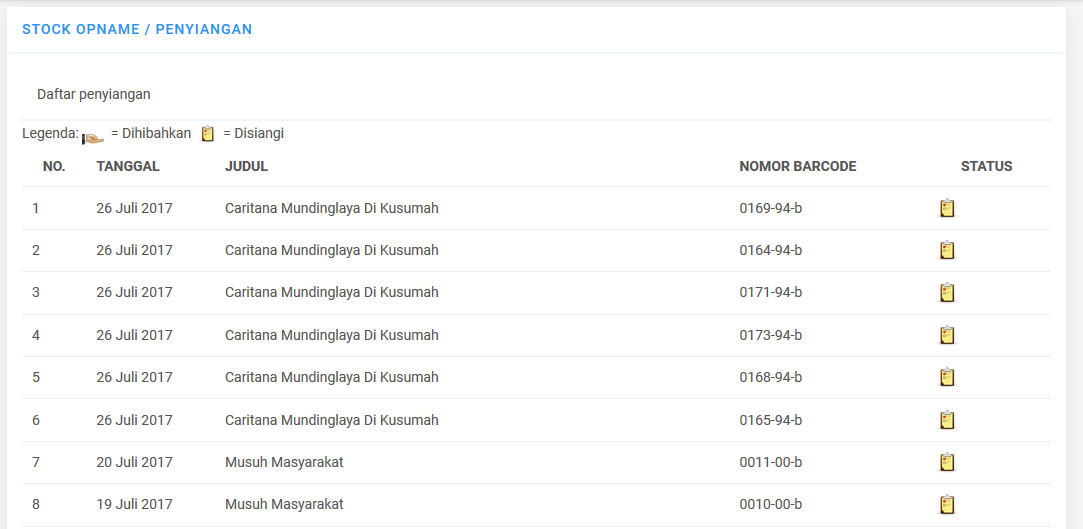 STOCK OPNAME / PENYIANGAN
Daftar penyiangan
Legenda: = Dihibahkan = Disiangi
NO. TANGGAL JUDUL NOMOR BARCODE STATUS
1 26 Juli 2017 Caritana Mundinglaya Di Kusumah 0169-94-b
2 26 Juli 2017 Caritana Mundinglaya Di Kusumah 0164-94-b
3 26 Juli 2017 Caritana Mundinglaya Di Kusumah 0171-94-b
4 26 Juli 2017 Caritana Mundinglaya Di Kusumah 0173-94-b
5 26 Juli 2017 Caritana Mundinglaya Di Kusumah 0168-94-b
6 26 Juli 2017 Caritana Mundinglaya Di Kusumah 0165-94-b
7 20 Juli 2017 Musuh Masyarakat 0011-00-b
8 19 Juli 2017 Musuh Masyarakat 0010-00-b